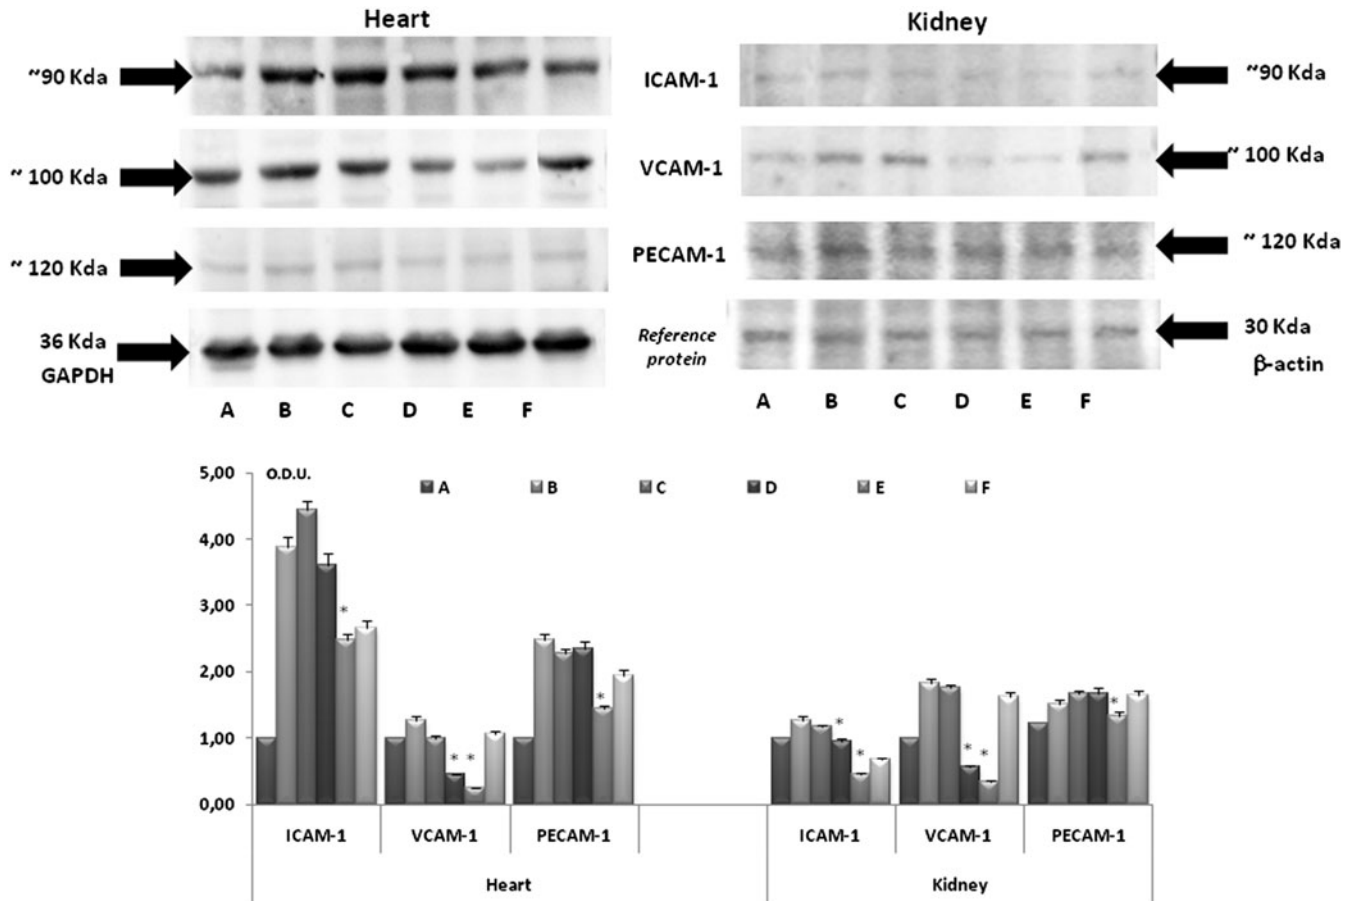 Heart
Kidney
~90 Kda
ICAM-1
~90 Kda
~ 100 Kda
VCAM-1
~ 100 Kda
~ 120 Kda
PECAM-1
~ 120 Kda
36 Kda
GAPDH
Reference
protein
30 Kda
β-actin
A B C D E F
A B C D E F
5,00
O.D.U.
A B C D E F
4,00
3,00
*
2,00
*
*
1,00
* *
*
*
* *
0,00
ICAM-1 VCAM-1 PECAM-1 ICAM-1 VCAM-1 PECAM-1
Heart Kidney